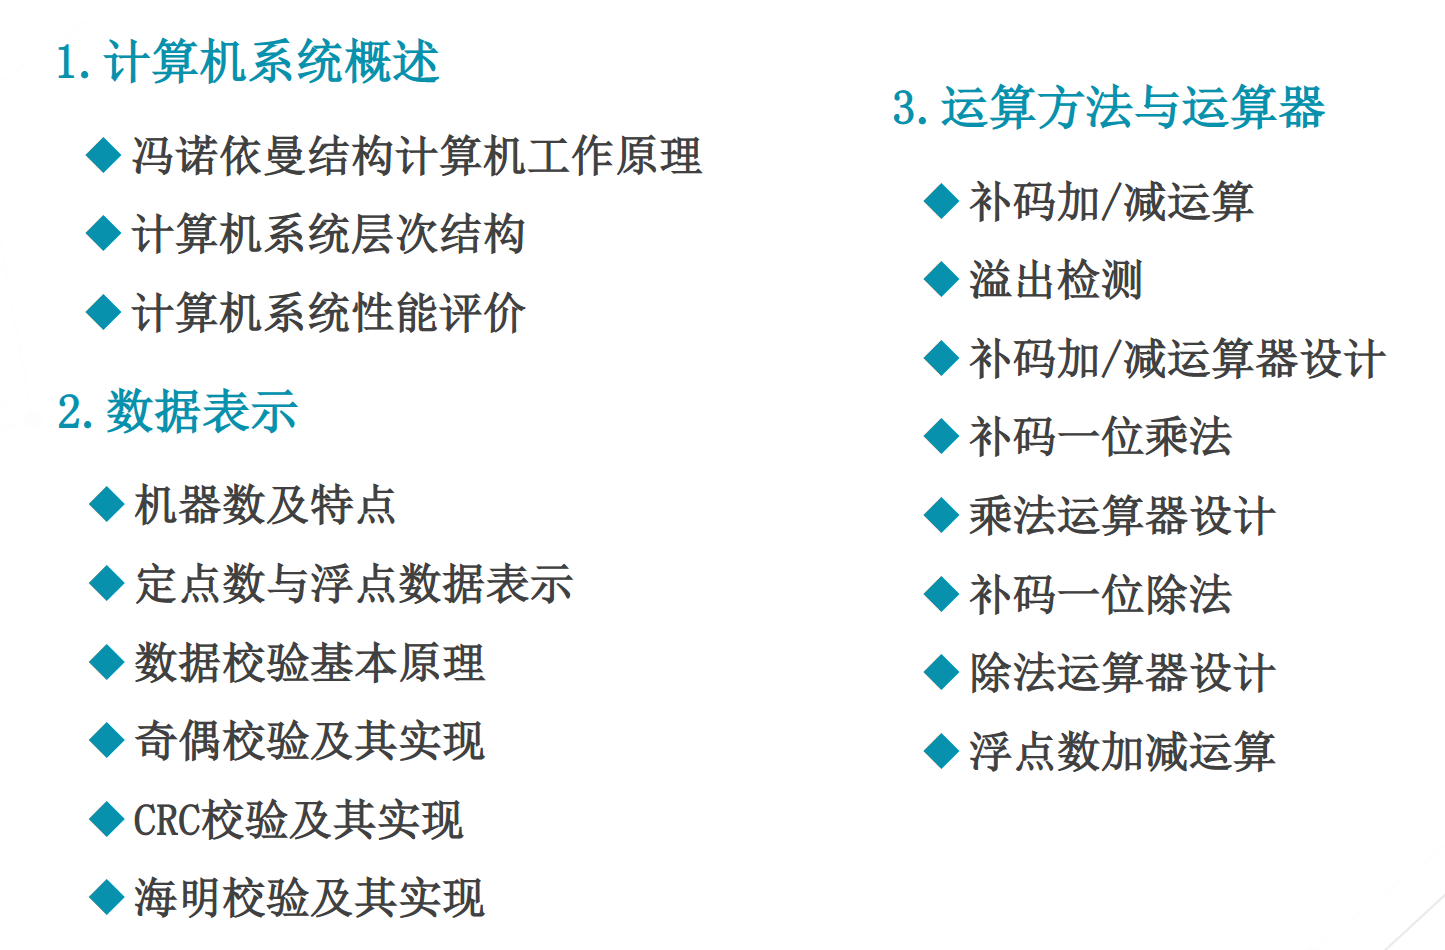 1.计算机系统概述
◆冯诺依曼结构计算机工作原理
◆计算机系统层次结构
◆计算机系统性能评价
2.数据表示
◆机器数及特点
◆定点数与浮点数据表示
◆数据校验基本原理
◆奇偶校验及其实现
◆CRC校验及其实现
◆海明校验及其实现
3.运算方法与运算器
◆补码加/减运算
◆溢出检测
◆补码加/减运算器设计
◆补码一位乘法
◆乘法运算器设计
◆补码一位除法
◆除法运算器设计
◆浮点数加减运算